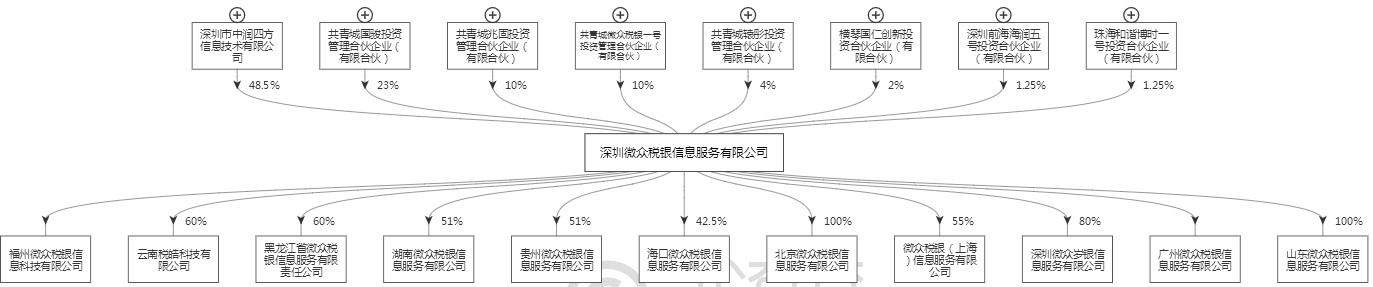 深圳市中润四方
信息技术有限公
司
共青城国骏投资
管理合伙企业（
有限合伙）
共青城兆固投资
管理合伙企业（
有限合伙）
共青城微众税银一号
投资管理合伙企业（
有限合伙）
共青城辕彤投资
管理合伙企业（
有限合伙）
横琴国仁创新投
资合伙企业（有
限合伙）
深圳前海海润五
号投资合伙企业
（有限合伙）
珠海和谐博时一
号投资合伙企业
（有限合伙）
48.5%
23%
10%
10%
4%
2%
1.25%
1.25%
深圳微众税银信息服务有限公司
60%
60%
51%
51%
42.5%
100%
55%
80%
100%
福州微众税银信
息科技有限公司
云南税皓科技有
限公司
黑龙江省微众税
银信息服务有限
责任公司
湖南微众税银信
息服务有限公司
贵州微众税银信
息服务有限公司
海口微众税银信
息服务有限公司
北京微众税银信
息服务有限公司
微众税银（上海
）信息服务有限
公司
深圳微众岁银信
息服务有限公司
广州微众税银信
息服务有限公司
山东微众税银信
息服务有限公司